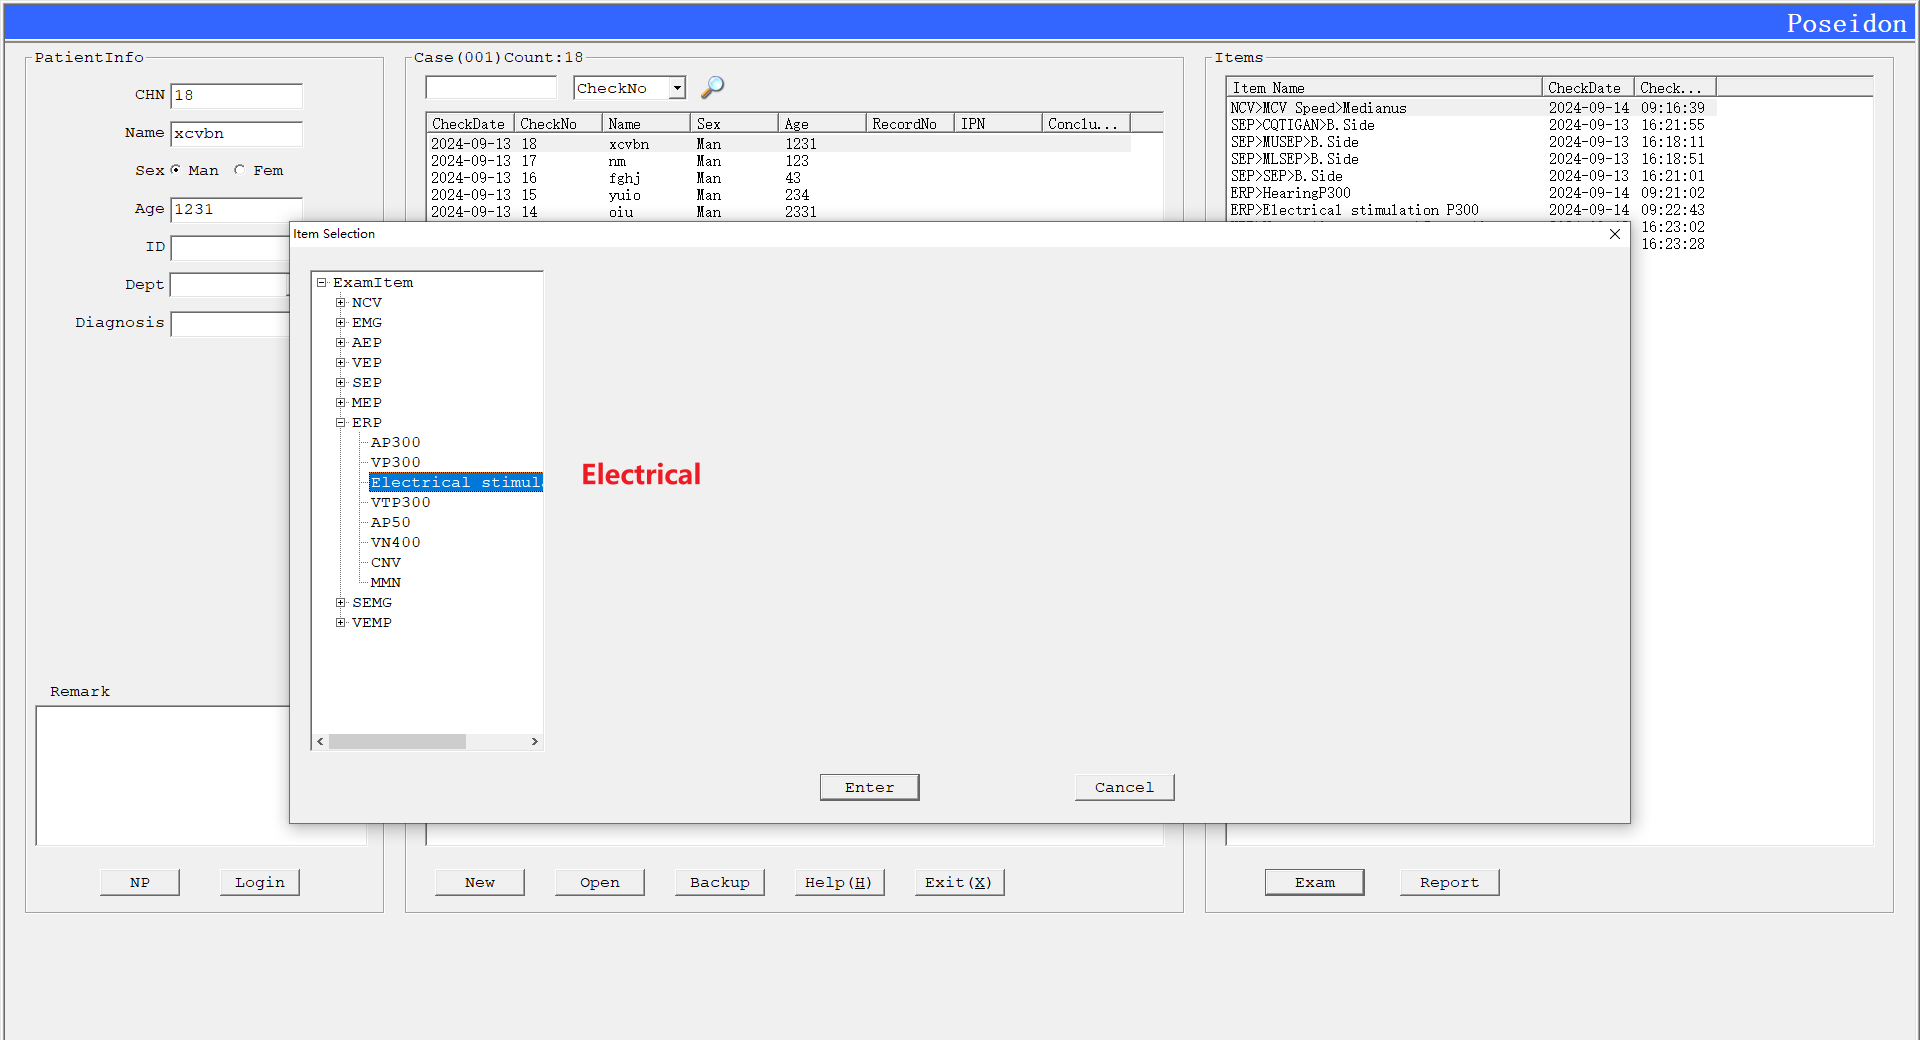 Poseidon
PatientInfo
CHN 18
Name xcvbn
Sex Man Fem
Age 1231
ID
Dept
Diagnosis
Remark
NP Login
Case(001)Count:18
CheckNo
CheckDate CheckNo Name Sex Age RecordNo IPN Conclu...
2024-09-13 18 xcvbn Man 1231
2024-09-13 17 nm Man 123
2024-09-13 16 fghj Man 43
2024-09-13 15 yuio Man 234
2024-09-13 14 oiu Man 2331
New Open Backup Help(H) Exit(X)
Items
Item Name CheckDate Check...
NCV>MCV Speed>Medianus 2024-09-14 09:16:39
SEP>CQTIGAN>B.Side 2024-09-13 16:21:55
SEP>MUSEP>B.Side 2024-09-13 16:18:11
SEP>MLSEP>B.Side 2024-09-13 16:18:51
SEP>SEP>B.Side 2024-09-13 16:21:01
ERP>HearingP300 2024-09-14 09:21:02
ERP>Electrical stimulation P300 2024-09-14 09:22:43
16:23:02
16:23:28
Exam Report
Item Selection
ExamItem
NCV
EMG
AEP
VEP
SEP
MEP
ERP
AP300
VP300
Electrical stimul
VTP300
AP50
VN400
CNV
MMN
SEMG
VEMP
Electrical
Enter Cancel